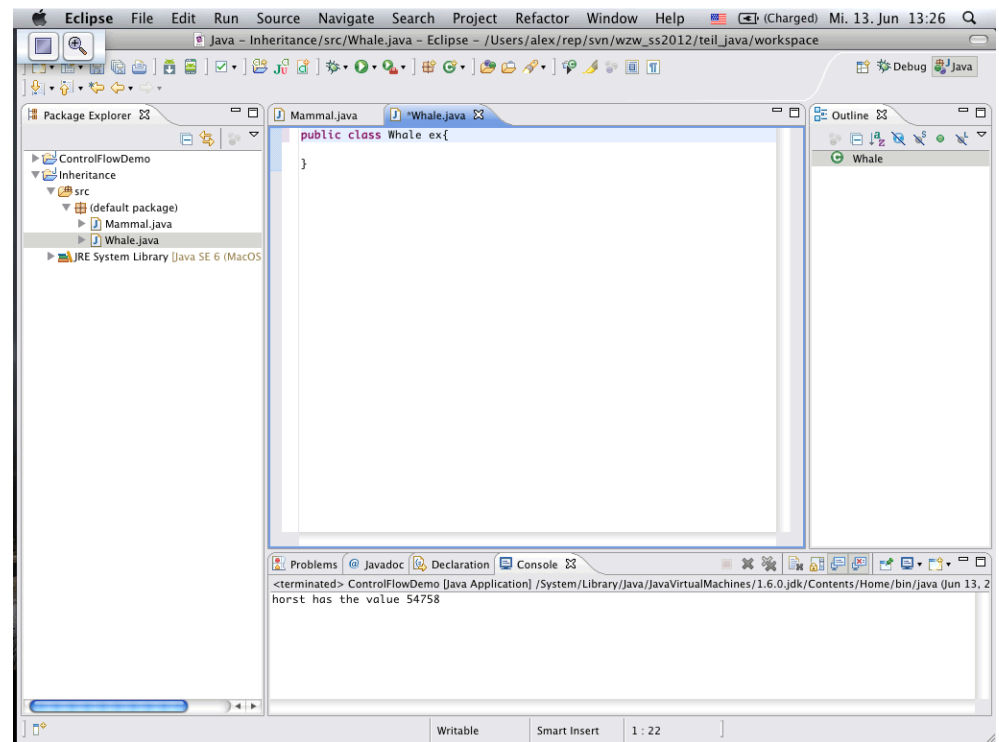 Eclipse File Edit Run Source Navigate Search Project Refactor Window Help (Charged) Mi. 13. Jun 13:26
Java – Inheritance/src/Whale.java – Eclipse – /Users/alex/rep/svn/wzw_ss2012/teil_java/workspace
Debug Java
Package Explorer
ControlFlowDemo
Inheritance
src
(default package)
Mammal.java
Whale.java
JRE System Library [Java SE 6 (MacOS
Mammal.java *Whale.java
public class Whale ex{
}
Outline
Whale
Problems @ Javadoc Declaration Console
<terminated> ControlFlowDemo [Java Application] /System/Library/Java/JavaVirtualMachines/1.6.0.jdk/Contents/Home/bin/java (Jun 13, 2
horst has the value 54758
Writable Smart Insert 1 : 22